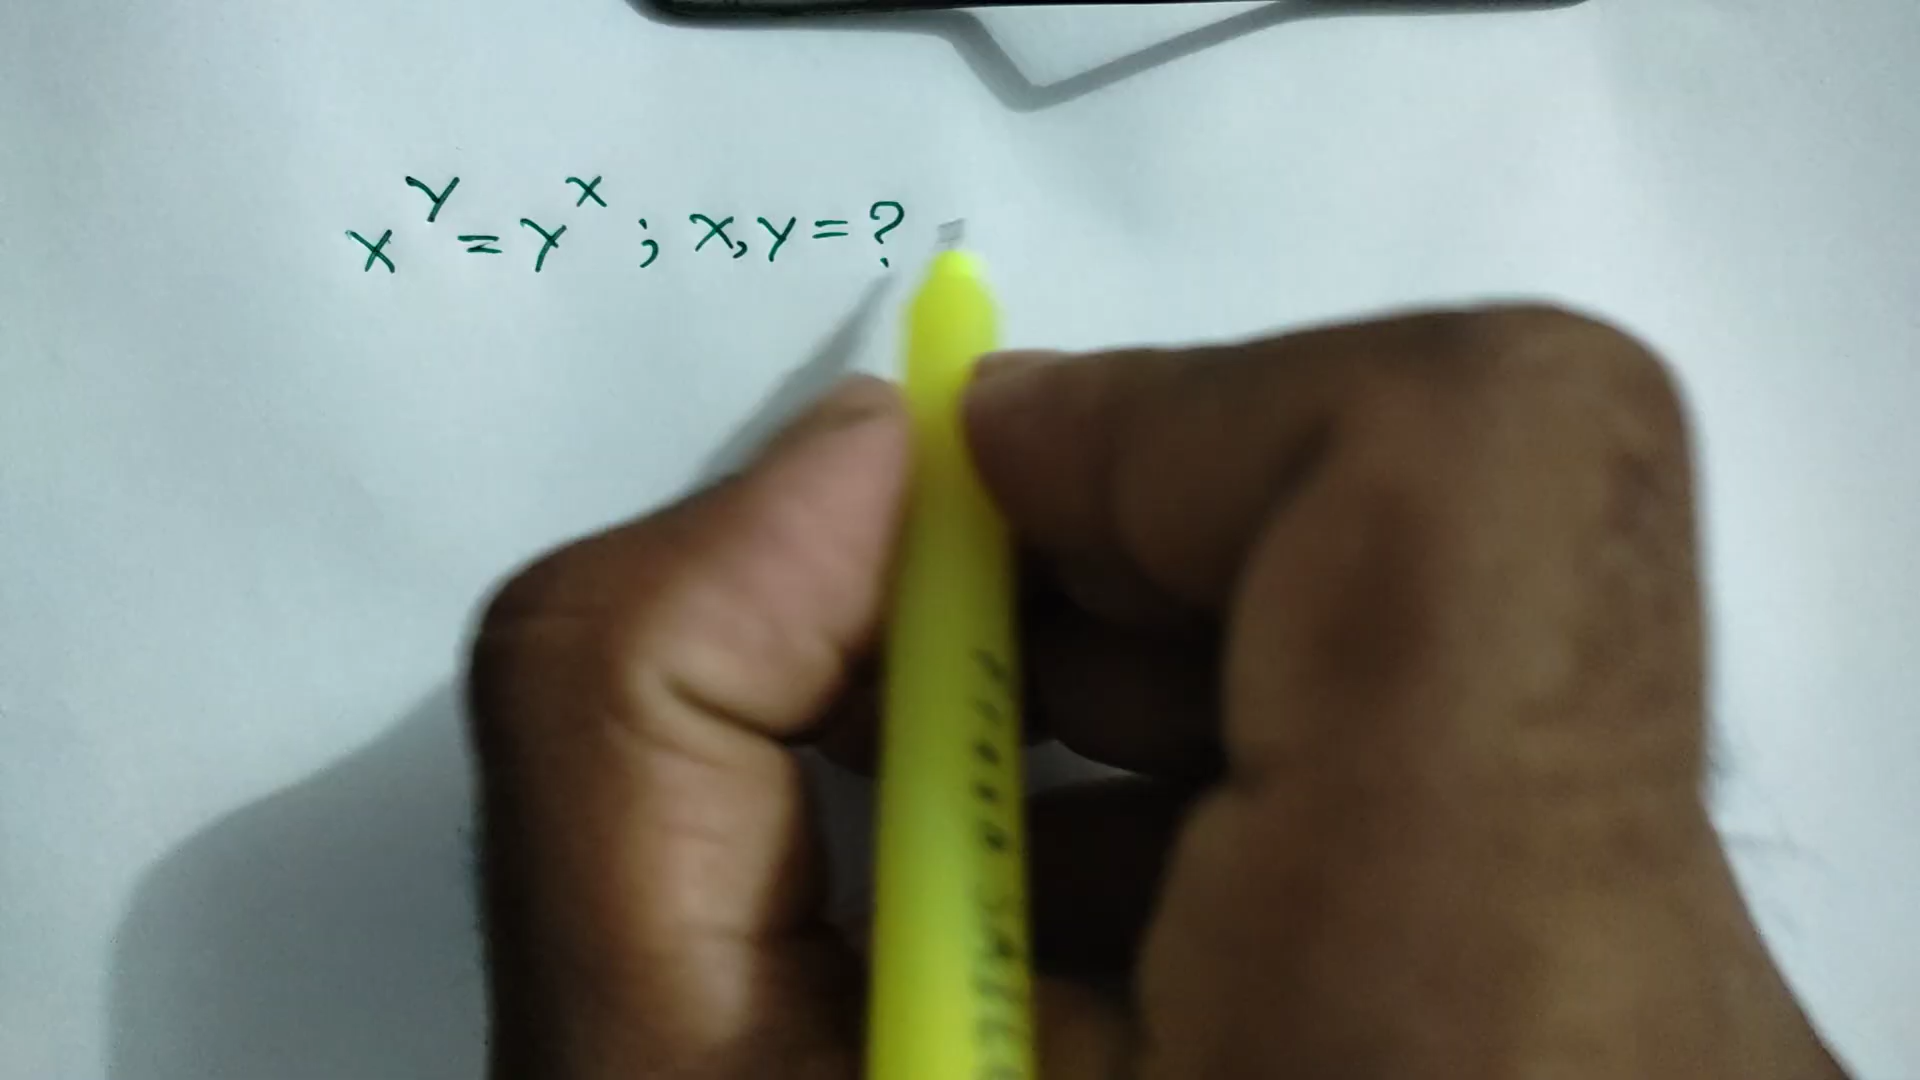 x^y = y^x ; x, y = ?